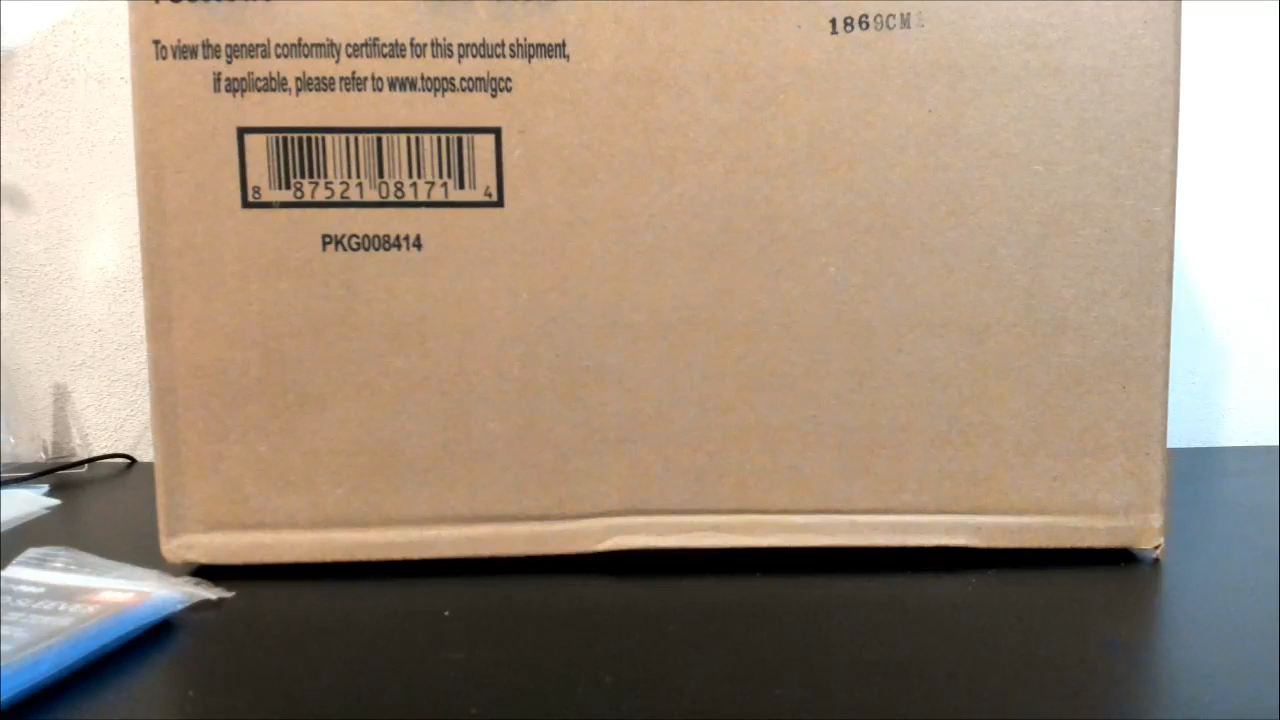 1869CM
To view the general conformity certificate for this product shipment,
if applicable, please refer to www.topps.com/gcc
8 87521 08171 4
PKG008414
SLEEVES